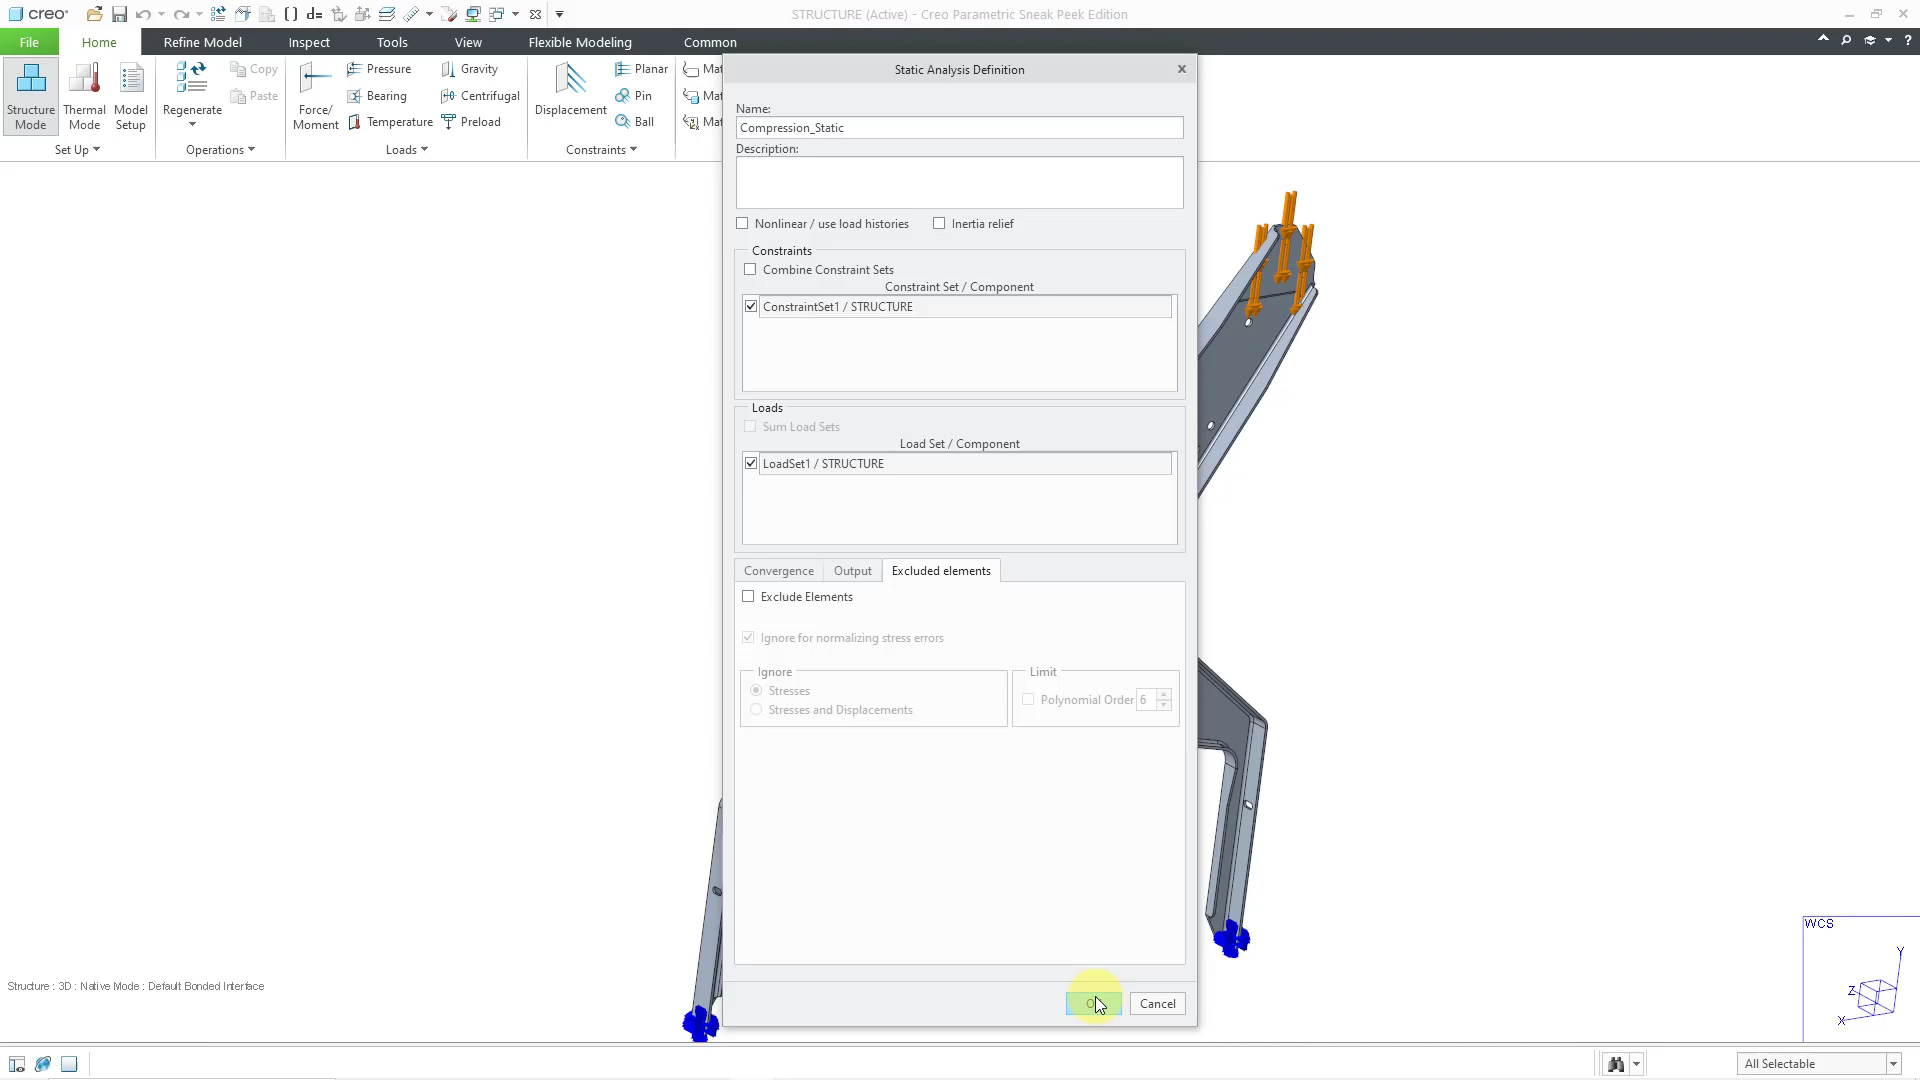 creo
d=
STRUCTURE (Active) - Creo Parametric Sneak Peek Edition
File
Home
Refine Model
Inspect
Tools
View
Flexible Modeling
Common
Structure Mode
Thermal Mode
Model Setup
Set Up
Regenerate
Copy
Paste
Operations
Force/ Moment
Pressure
Bearing
Temperature
Gravity
Centrifugal
Preload
Loads
Displacement
Planar
Pin
Ball
Constraints
Static Analysis Definition
Name:
Compression_Static
Description:
Nonlinear / use load histories
Inertia relief
Constraints
Combine Constraint Sets
Constraint Set / Component
ConstraintSet1 / STRUCTURE
Loads
Sum Load Sets
Load Set / Component
LoadSet1 / STRUCTURE
Convergence
Output
Excluded elements
Exclude Elements
Ignore for normalizing stress errors
Ignore
Stresses
Stresses and Displacements
Limit
Polynomial Order
6
Cancel
WCS
Y
Z
X
Structure : 3D : Native Mode : Default Bonded Interface
All Selectable